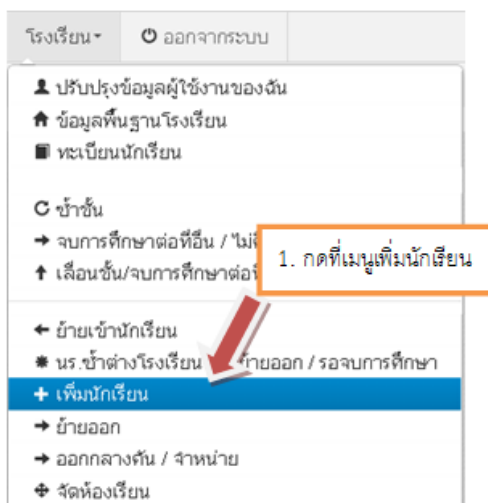 โรงเรียน ออกจากระบบ
ปรับปรุงข้อมูลผู้ใช้งานของฉัน
ข้อมูลพื้นฐานโรงเรียน
ทะเบียนนักเรียน
ซ้ำชั้น
จบการศึกษาต่อที่อื่น /
เลื่อนชั้น/จบการศึกษาต่อ
1. กดที่เมนูเพิ่มนักเรียน
ย้ายเข้านักเรียน
นร.ซ้ำต่างโรงเรียน ย้ายออก / รอจบการศึกษา
เพิ่มนักเรียน
ย้ายออก
ออกกลางคัน / จำหน่าย
จัดห้องเรียน